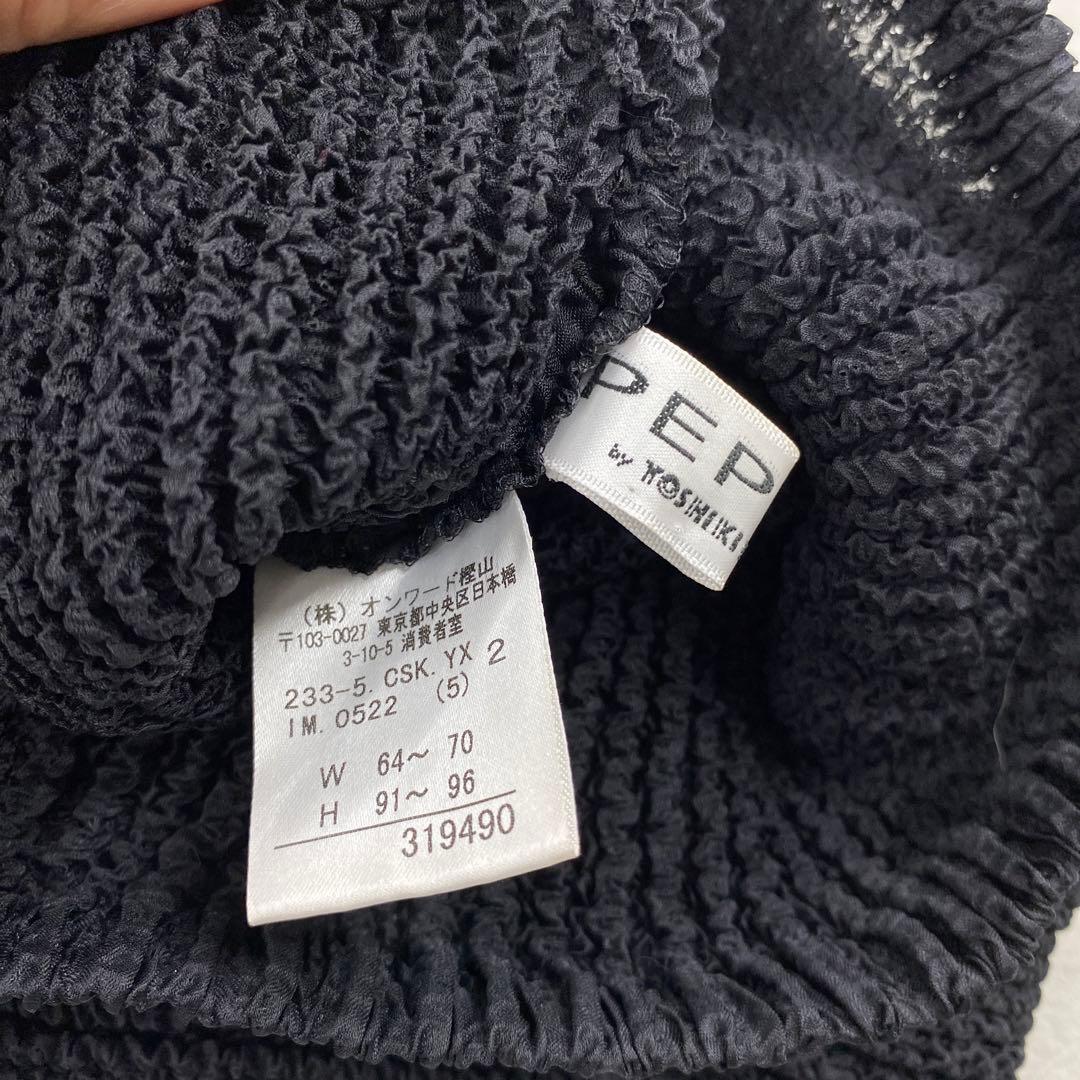 PEP
by YOSHIKI
(株) オンワード樫山
〒103-0027 東京都中央区日本橋
3-10-5 消費者室
233-5. CSK. YX 2
IM. 0522 (5)
W 64～ 70
H 91～ 96
319490